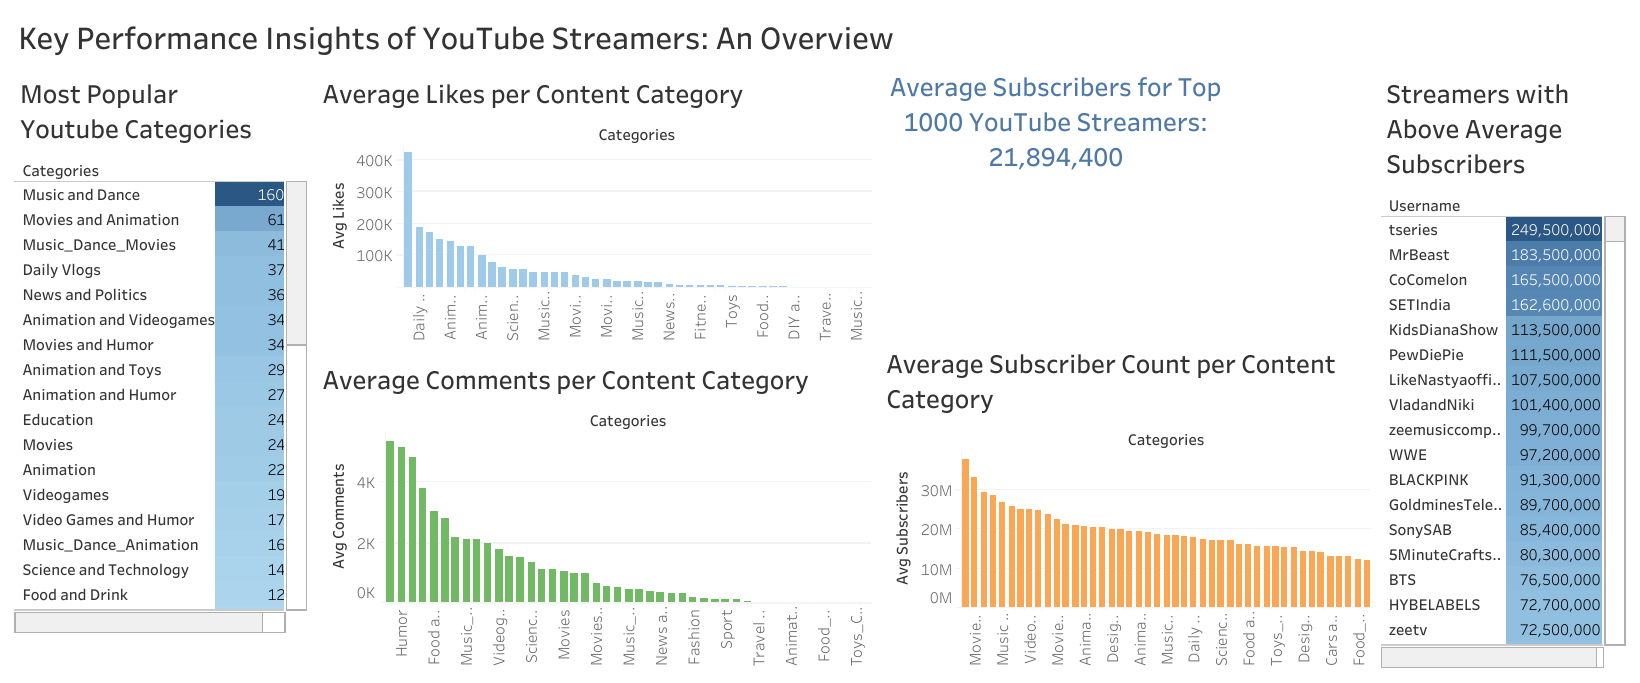 Key Performance Insights of YouTube Streamers: An Overview
Most Popular
Youtube Categories
Categories
Music and Dance 160
Movies and Animation 61
Music_Dance_Movies 41
Daily Vlogs 37
News and Politics 36
Animation and Videogames 34
Movies and Humor 34
Animation and Toys 29
Animation and Humor 27
Education 24
Movies 24
Animation 22
Videogames 19
Video Games and Humor 17
Music_Dance_Animation 16
Science and Technology 14
Food and Drink 12
Average Likes per Content Category
Categories
Avg Likes
400K
300K
200K
100K
Daily ..
Anim..
Anim..
Scien..
Music..
Movi..
Movi..
Music..
News..
Fitne..
Toys
Food..
DIY a..
Trave..
Music..
Average Comments per Content Category
Categories
Avg Comments
4K
2K
0K
Humor
Food a..
Music_..
Videog..
Scienc..
Movies
Movies..
Music_..
News a..
Fashion
Sport
Travel ..
Animat..
Food_..
Toys_C..
Average Subscribers for Top
1000 YouTube Streamers:
21,894,400
Average Subscriber Count per Content
Category
Categories
Avg Subscribers
30M
20M
10M
0M
Movie..
Music ..
Video..
Movie..
Anima..
Desig..
Anima..
Music..
Daily ..
Scienc..
Food a..
Toys_..
Desig..
Cars a..
Food_..
Streamers with
Above Average
Subscribers
Username
tseries 249,500,000
MrBeast 183,500,000
CoComelon 165,500,000
SETIndia 162,600,000
KidsDianaShow 113,500,000
PewDiePie 111,500,000
LikeNastyaoffi.. 107,500,000
VladandNiki 101,400,000
zeemusiccomp.. 99,700,000
WWE 97,200,000
BLACKPINK 91,300,000
GoldminesTele.. 89,700,000
SonySAB 85,400,000
5MinuteCrafts.. 80,300,000
BTS 76,500,000
HYBELABELS 72,700,000
zeetv 72,500,000